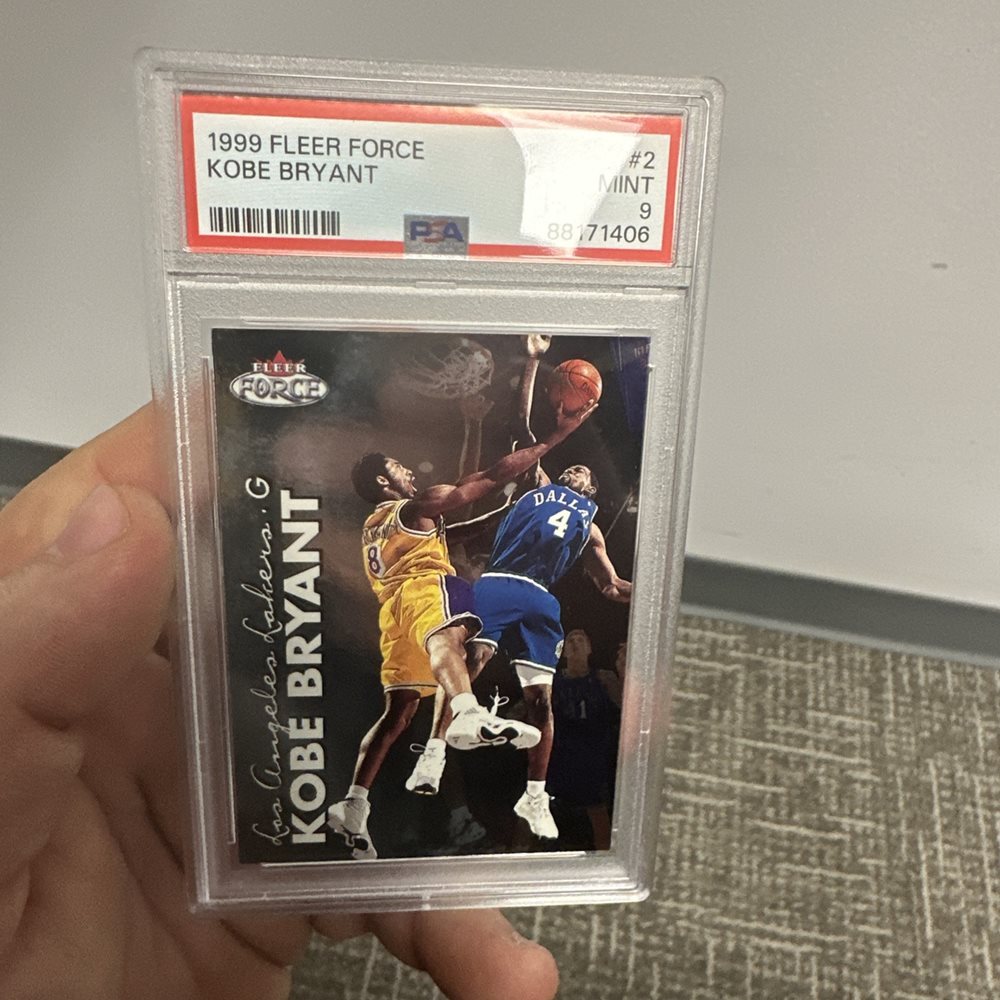 1999 FLEER FORCE
KOBE BRYANT
#2
MINT
9
88171406
PSA
FLEER
FORCE
Los Angeles Lakers · G
KOBE BRYANT
8
DALLAS
4
41